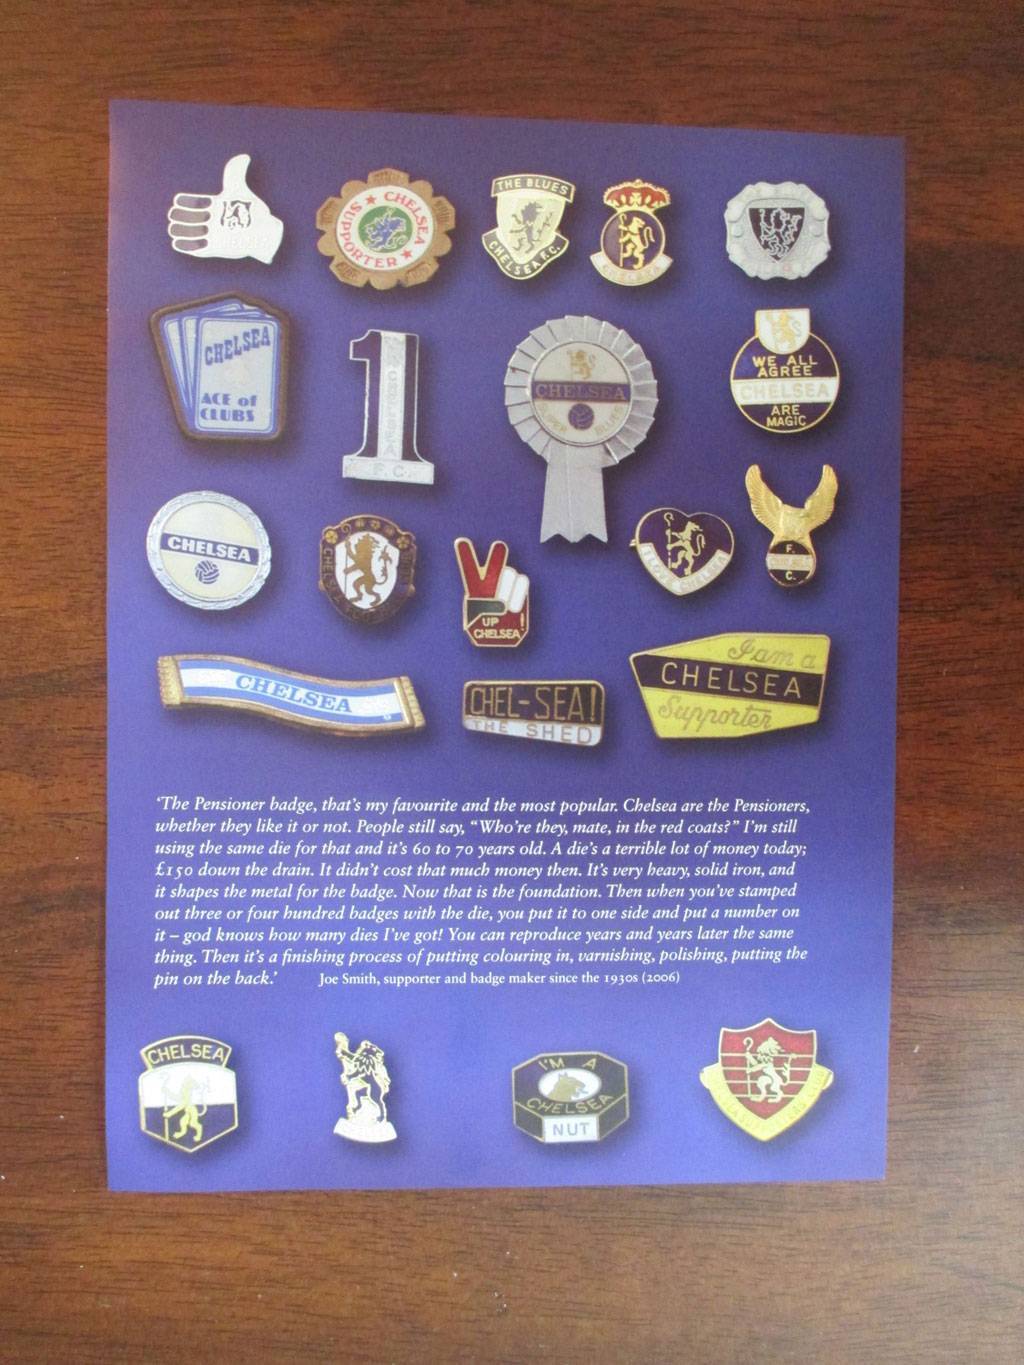 CHELSEA
SUPPORTER
THE BLUES
CHELSEA F.C.
CHELSEA
CHELSEA
ACE of
CLUBS
CHELSEA
F.C.
CHELSEA
SUPER BLUES
WE ALL
AGREE
CHELSEA
ARE
MAGIC
CHELSEA
CHELSEA
UP
CHELSEA!
I LOVE CHELSEA
F.
CHELSEA
C.
CHELSEA
CHEL-SEA!
THE SHED
I am a
CHELSEA
Supporter
‘The Pensioner badge, that’s my favourite and the most popular. Chelsea are the Pensioners,
whether they like it or not. People still say, “Who’re they, mate, in the red coats?” I’m still
using the same die for that and it’s 60 to 70 years old. A die’s a terrible lot of money today;
£150 down the drain. It didn’t cost that much money then. It’s very heavy, solid iron, and
it shapes the metal for the badge. Now that is the foundation. Then when you’ve stamped
out three or four hundred badges with the die, you put it to one side and put a number on
it – god knows how many dies I’ve got! You can reproduce years and years later the same
thing. Then it’s a finishing process of putting colouring in, varnishing, polishing, putting the
pin on the back.’ Joe Smith, supporter and badge maker since the 1930s (2006)
CHELSEA
I'M A
CHELSEA
NUT